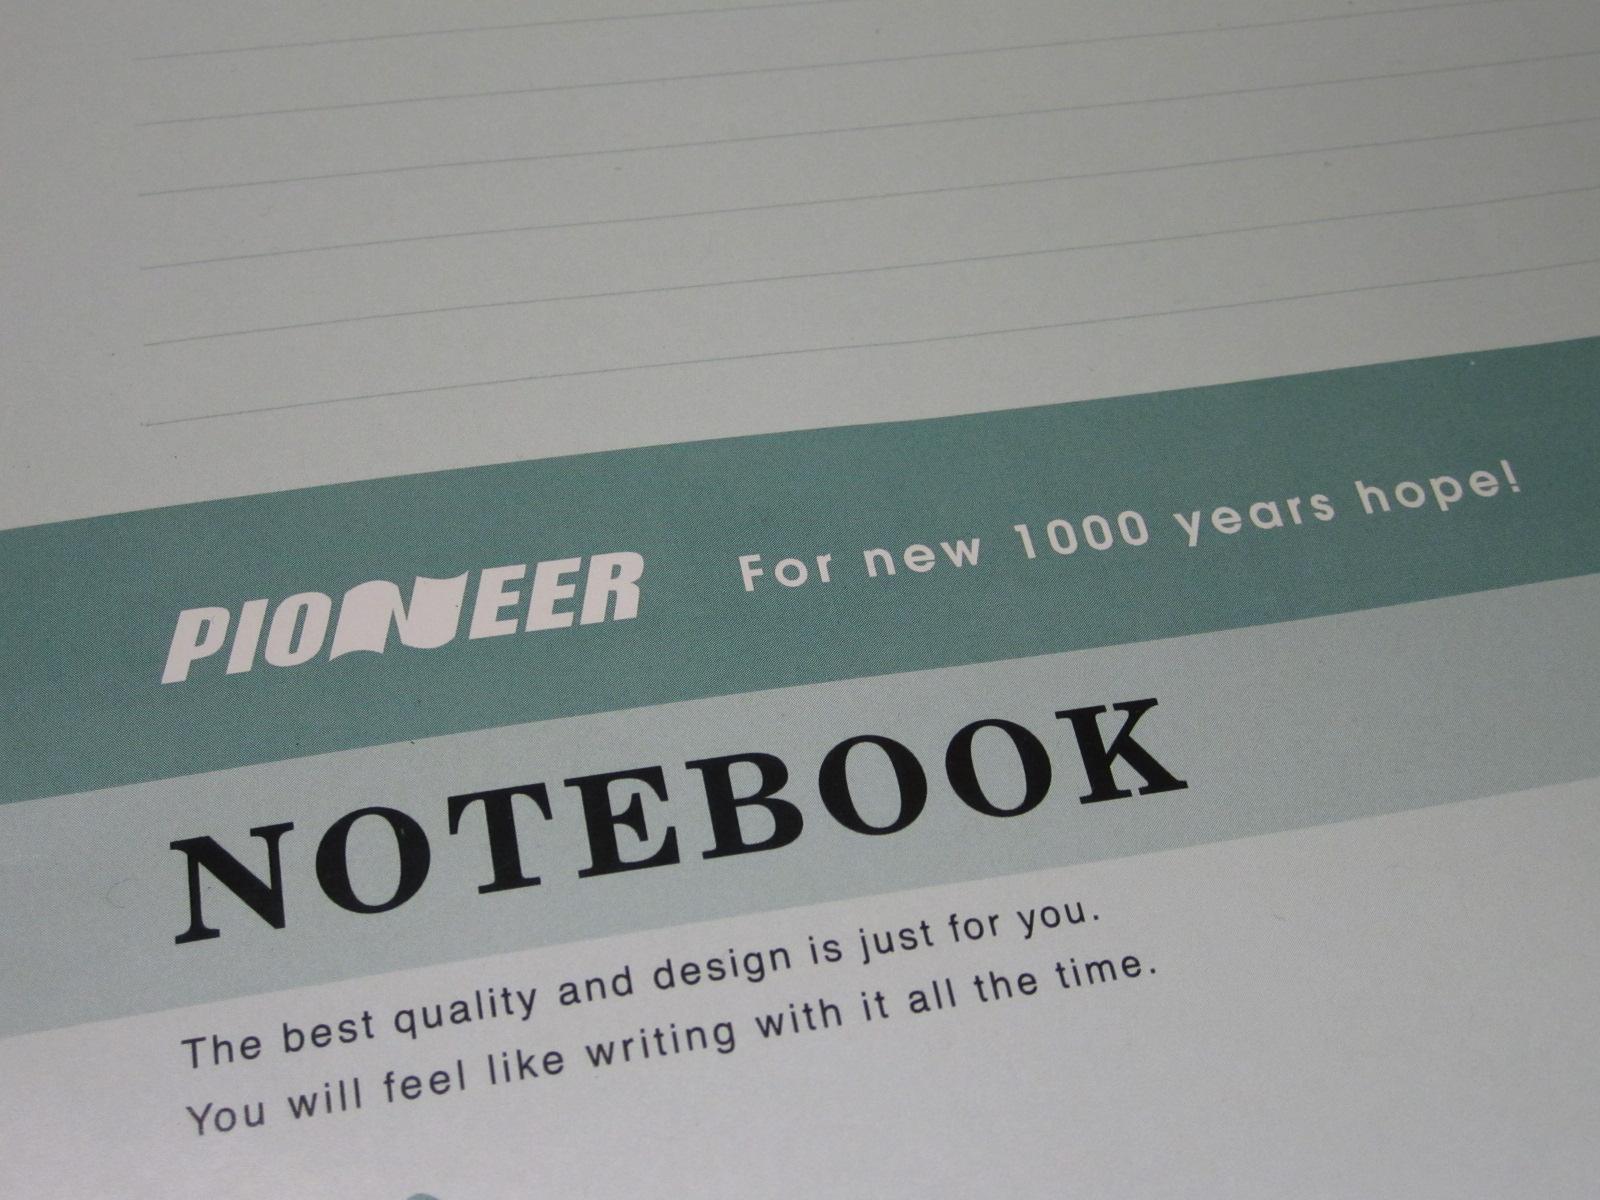 PIONEER For new 1000 years hope!
NOTEBOOK
The best quality and design is just for you.
You will feel like writing with it all the time.